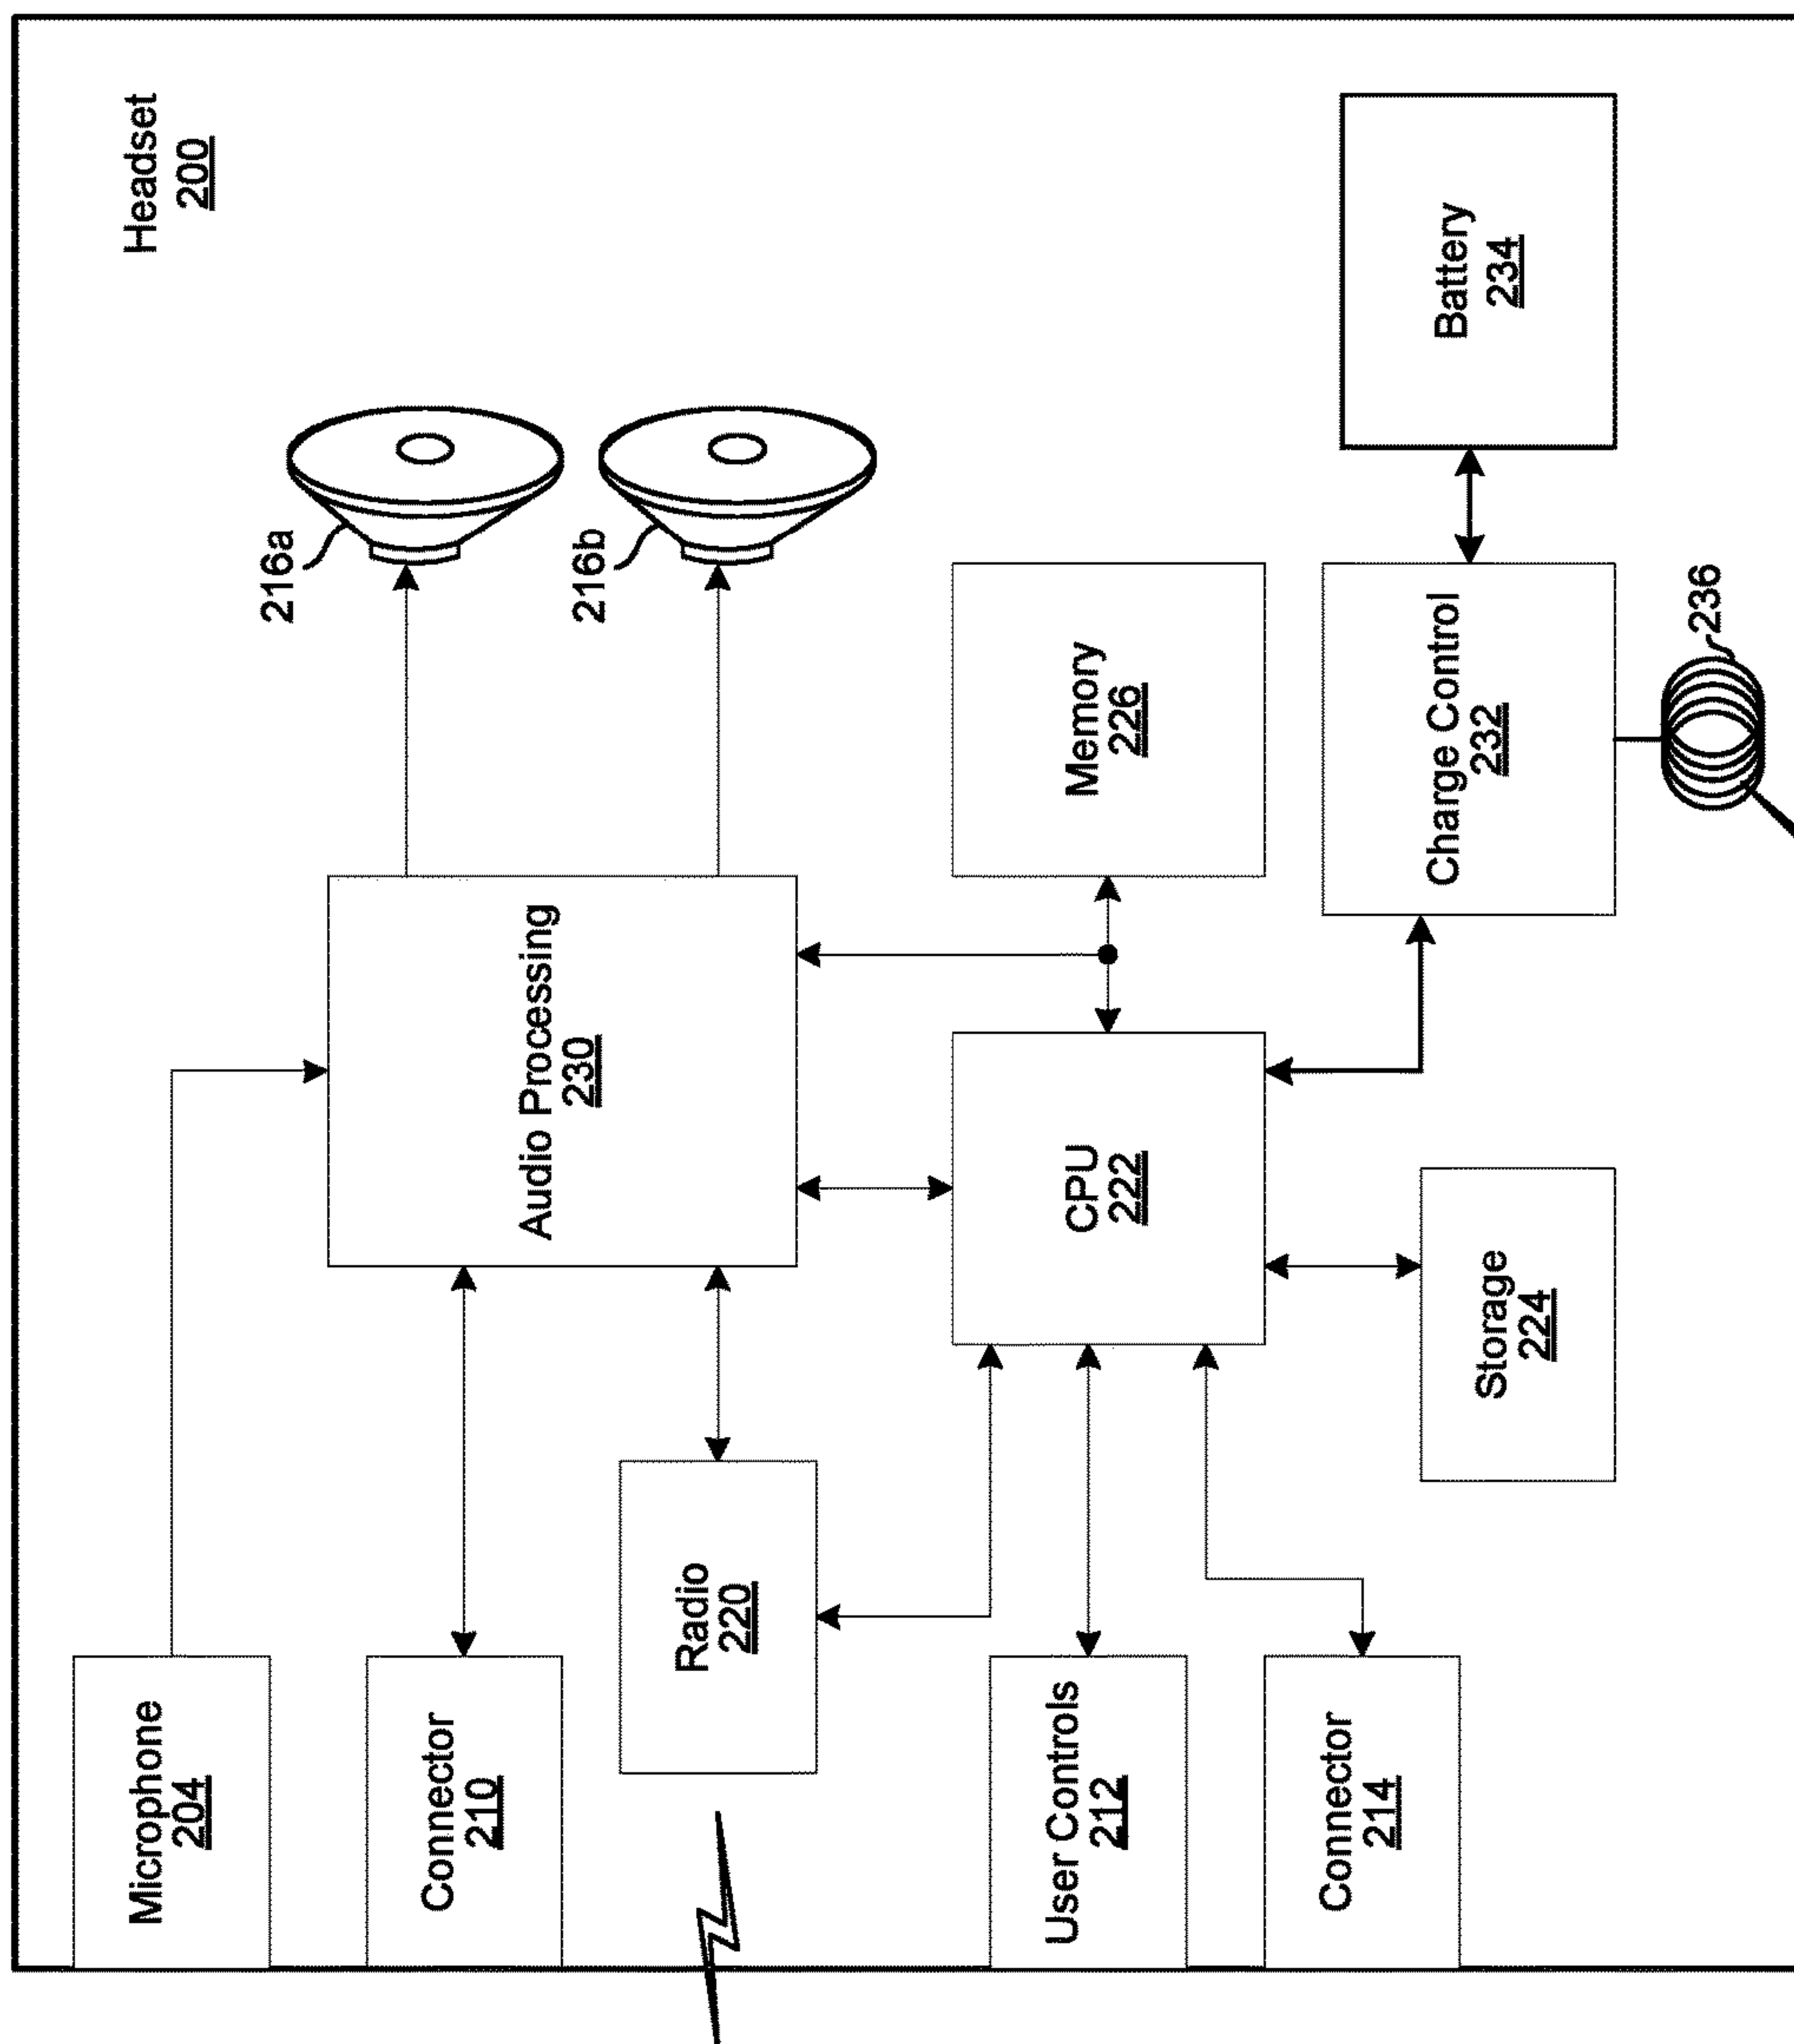 Headset
200
Microphone
204
Connector
210
Radio
220
User Controls
212
Connector
214
Audio Processing
230
216a
216b
CPU
222
Memory
226
Storage
224
Charge Control
232
Battery
234
236